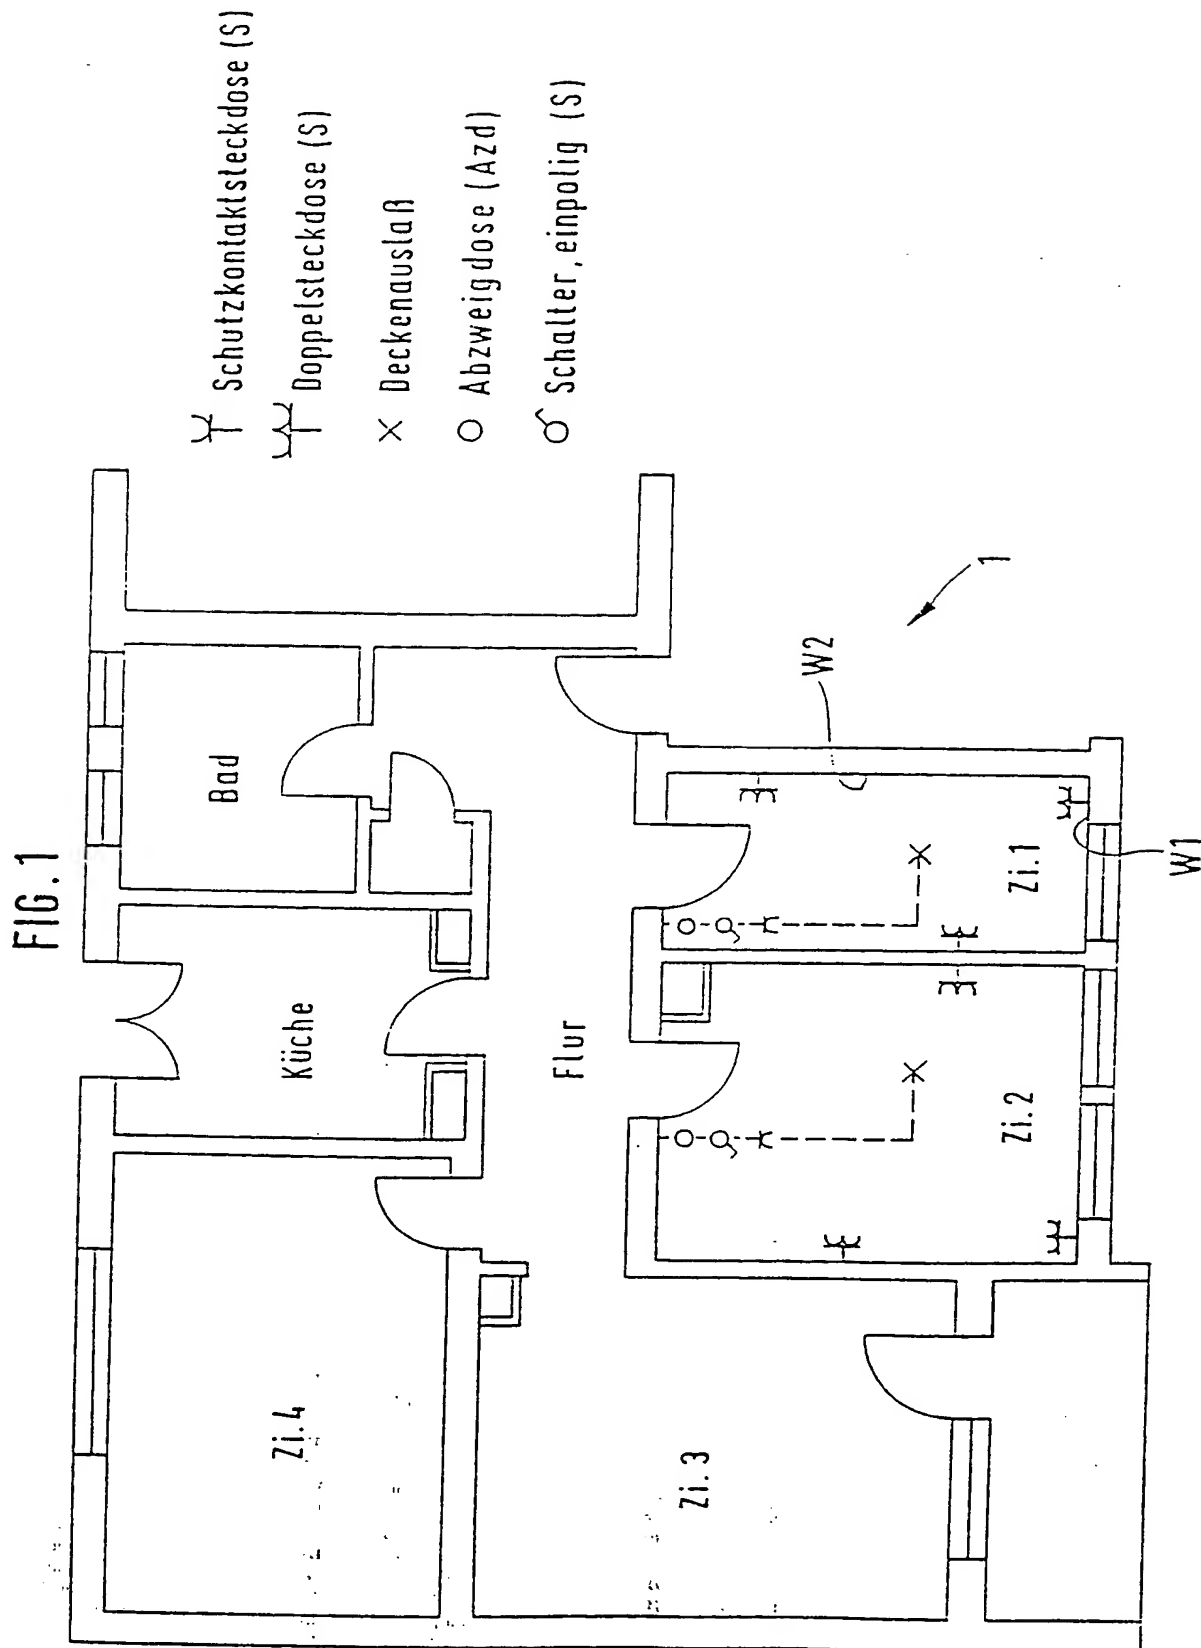 FIG. 1
Schutzkontaktsteckdose (S)
Doppelsteckdose (S)
Deckenauslaß
Abzweigdose (Azd)
Schalter, einpolig (S)
Bad
Küche
Flur
Zi.4
Zi.3
Zi.2
Zi.1
W2
W1
1